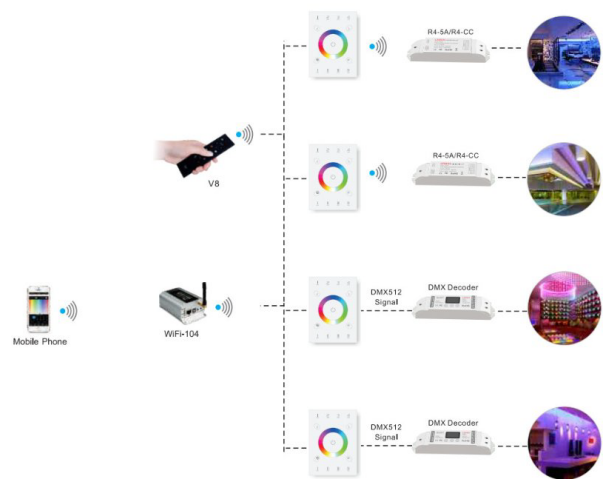 R4-5A/R4-CC
V8
R4-5A/R4-CC
DMX512
Signal
DMX Decoder
Mobile Phone
WiFi-104
DMX512
Signal
DMX Decoder